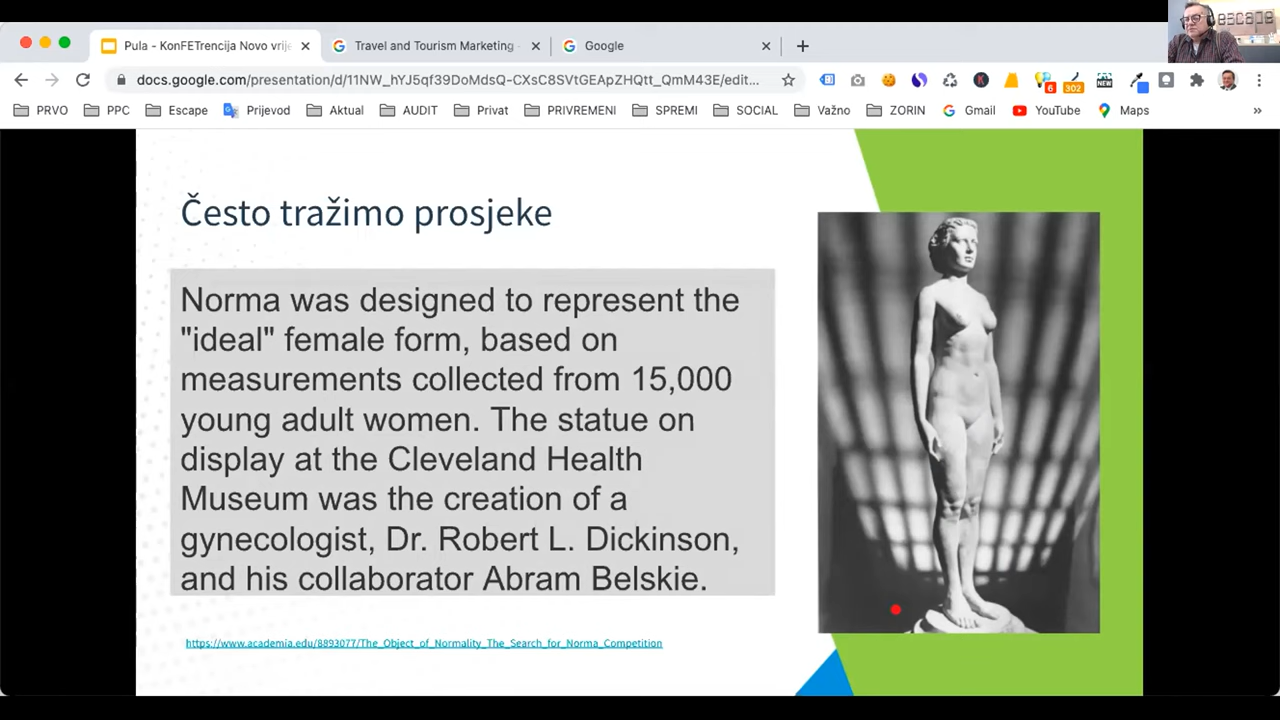 Pula - KonFETrencija Novo vrije
Travel and Tourism Marketing -
Google
docs.google.com/presentation/d/11NW_hYJ5qf39DoMdsQ-CXsC8SVtGEApZHQtt_QmM43E/edit...
6
302
NEW
PRVO
PPC
Escape
Prijevod
Aktual
AUDIT
Privat
PRIVREMENI
SPREMI
SOCIAL
Važno
ZORIN
Gmail
YouTube
Maps
»
escape
Često tražimo prosjeke
Norma was designed to represent the
"ideal" female form, based on
measurements collected from 15,000
young adult women. The statue on
display at the Cleveland Health
Museum was the creation of a
gynecologist, Dr. Robert L. Dickinson,
and his collaborator Abram Belskie.
https://www.academia.edu/8893077/The_Object_of_Normality_The_Search_for_Norma_Competition